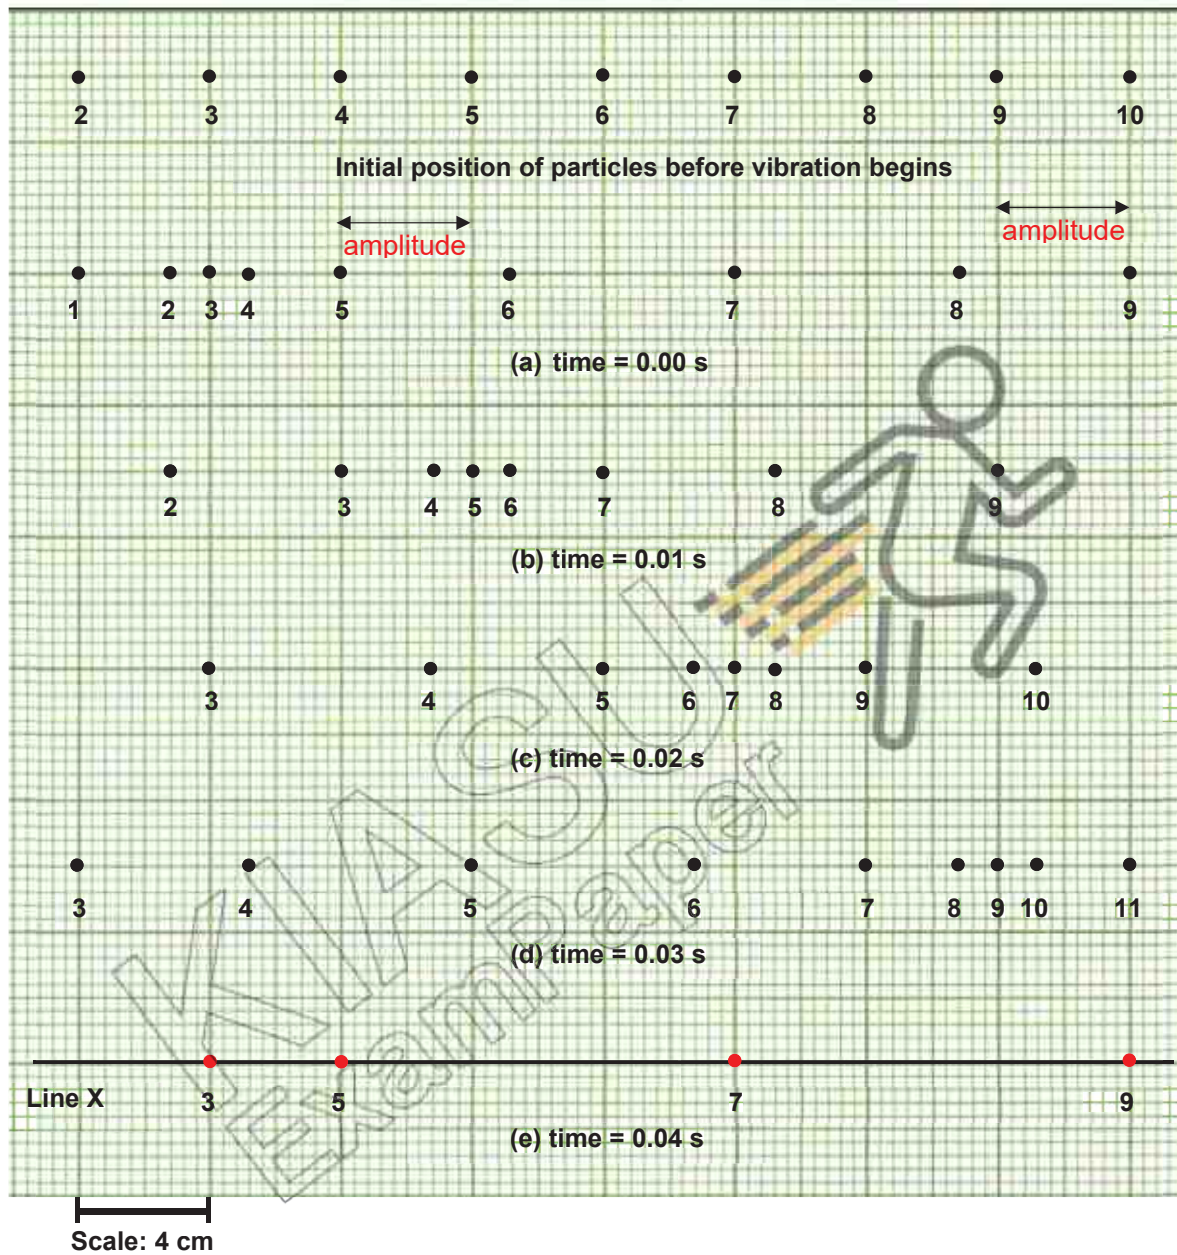 2 3 4 5 6 7 8 9 10
Initial position of particles before vibration begins
amplitude amplitude
1 2 3 4 5 6 7 8 9
(a) time = 0.00 s
2 3 4 5 6 7 8 9
(b) time = 0.01 s
3 4 5 6 7 8 9 10
(c) time = 0.02 s
3 4 5 6 7 8 9 10 11
(d) time = 0.03 s
Line X 3 5 7 9
(e) time = 0.04 s
Scale: 4 cm
KIASU
ExamPaper